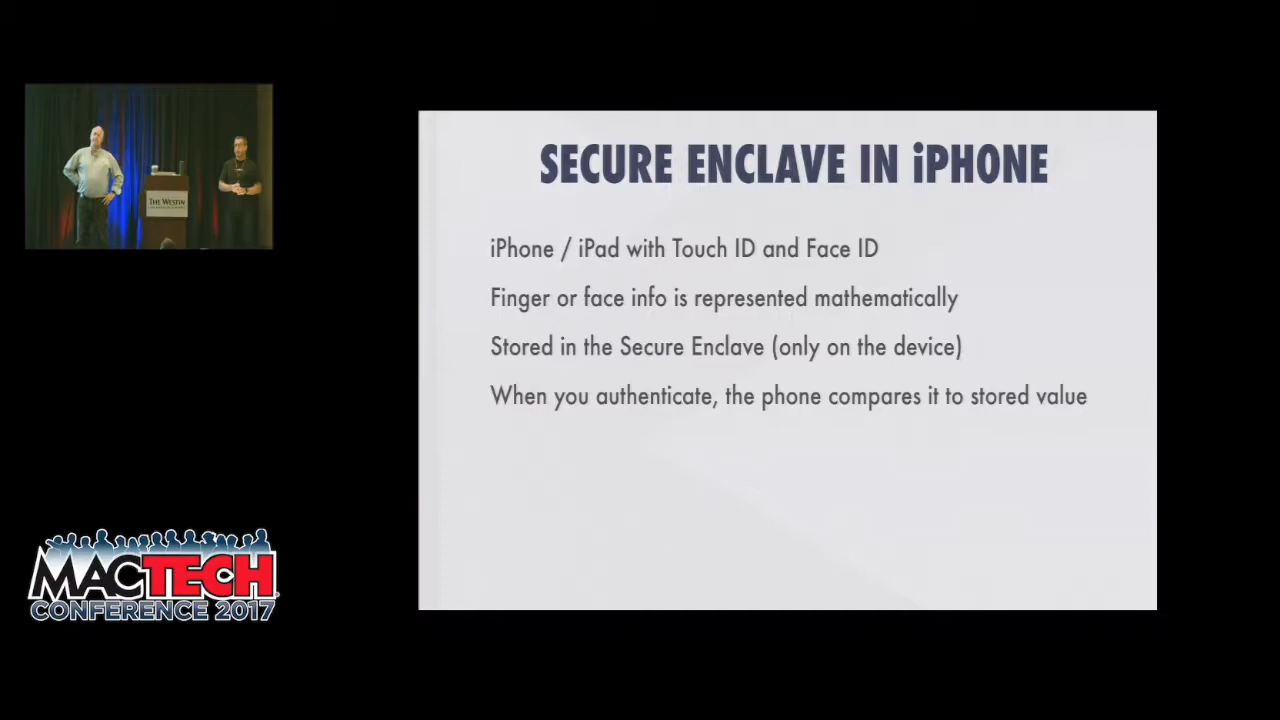 THE WESTIN
SECURE ENCLAVE IN iPHONE
iPhone / iPad with Touch ID and Face ID
Finger or face info is represented mathematically
Stored in the Secure Enclave (only on the device)
When you authenticate, the phone compares it to stored value
MACTECH
CONFERENCE 2017